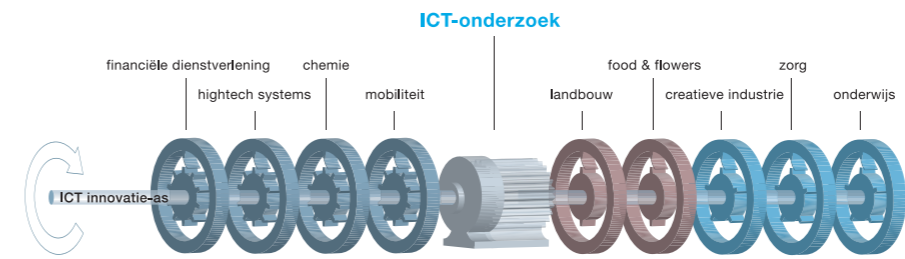 ICT-onderzoek
financiële dienstverlening
chemie
food & flowers
zorg
hightech systems
mobiliteit
landbouw
creatieve industrie
onderwijs
ICT innovatie-as